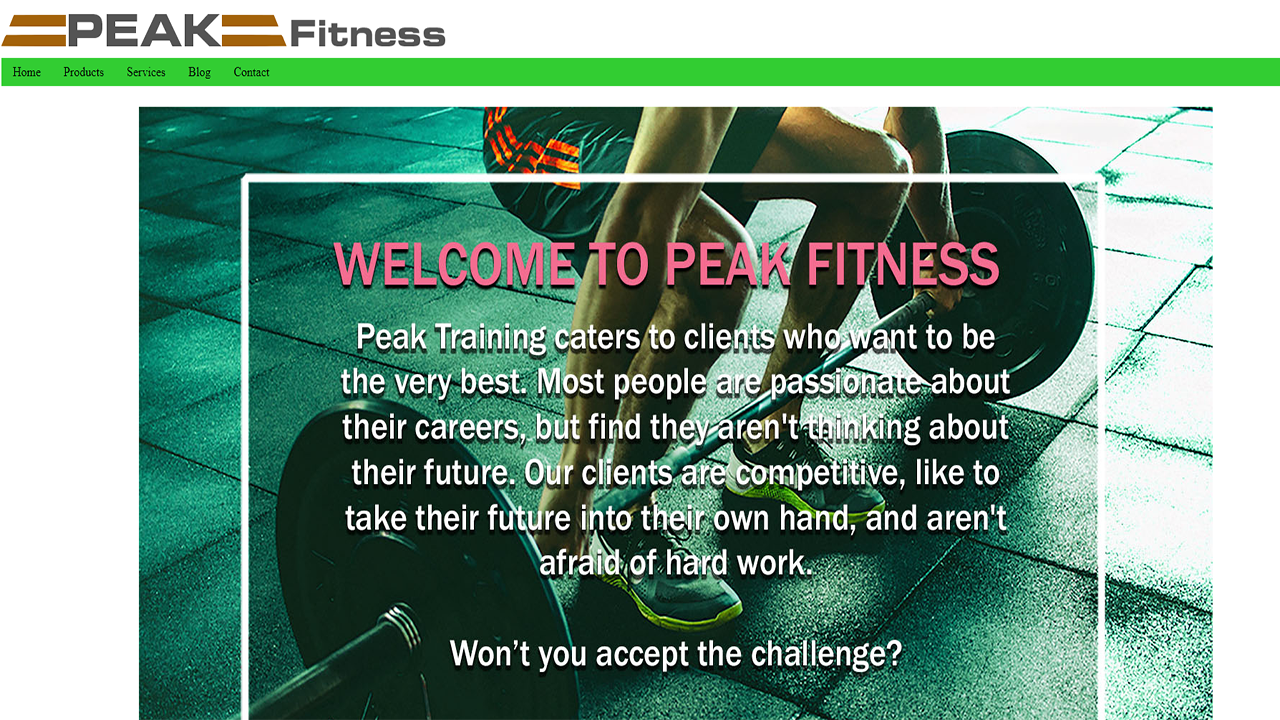 PEAK Fitness
Home Products Services Blog Contact
WELCOME TO PEAK FITNESS
Peak Training caters to clients who want to be
the very best. Most people are passionate about
their careers, but find they aren't thinking about
their future. Our clients are competitive, like to
take their future into their own hand, and aren't
afraid of hard work.
Won’t you accept the challenge?